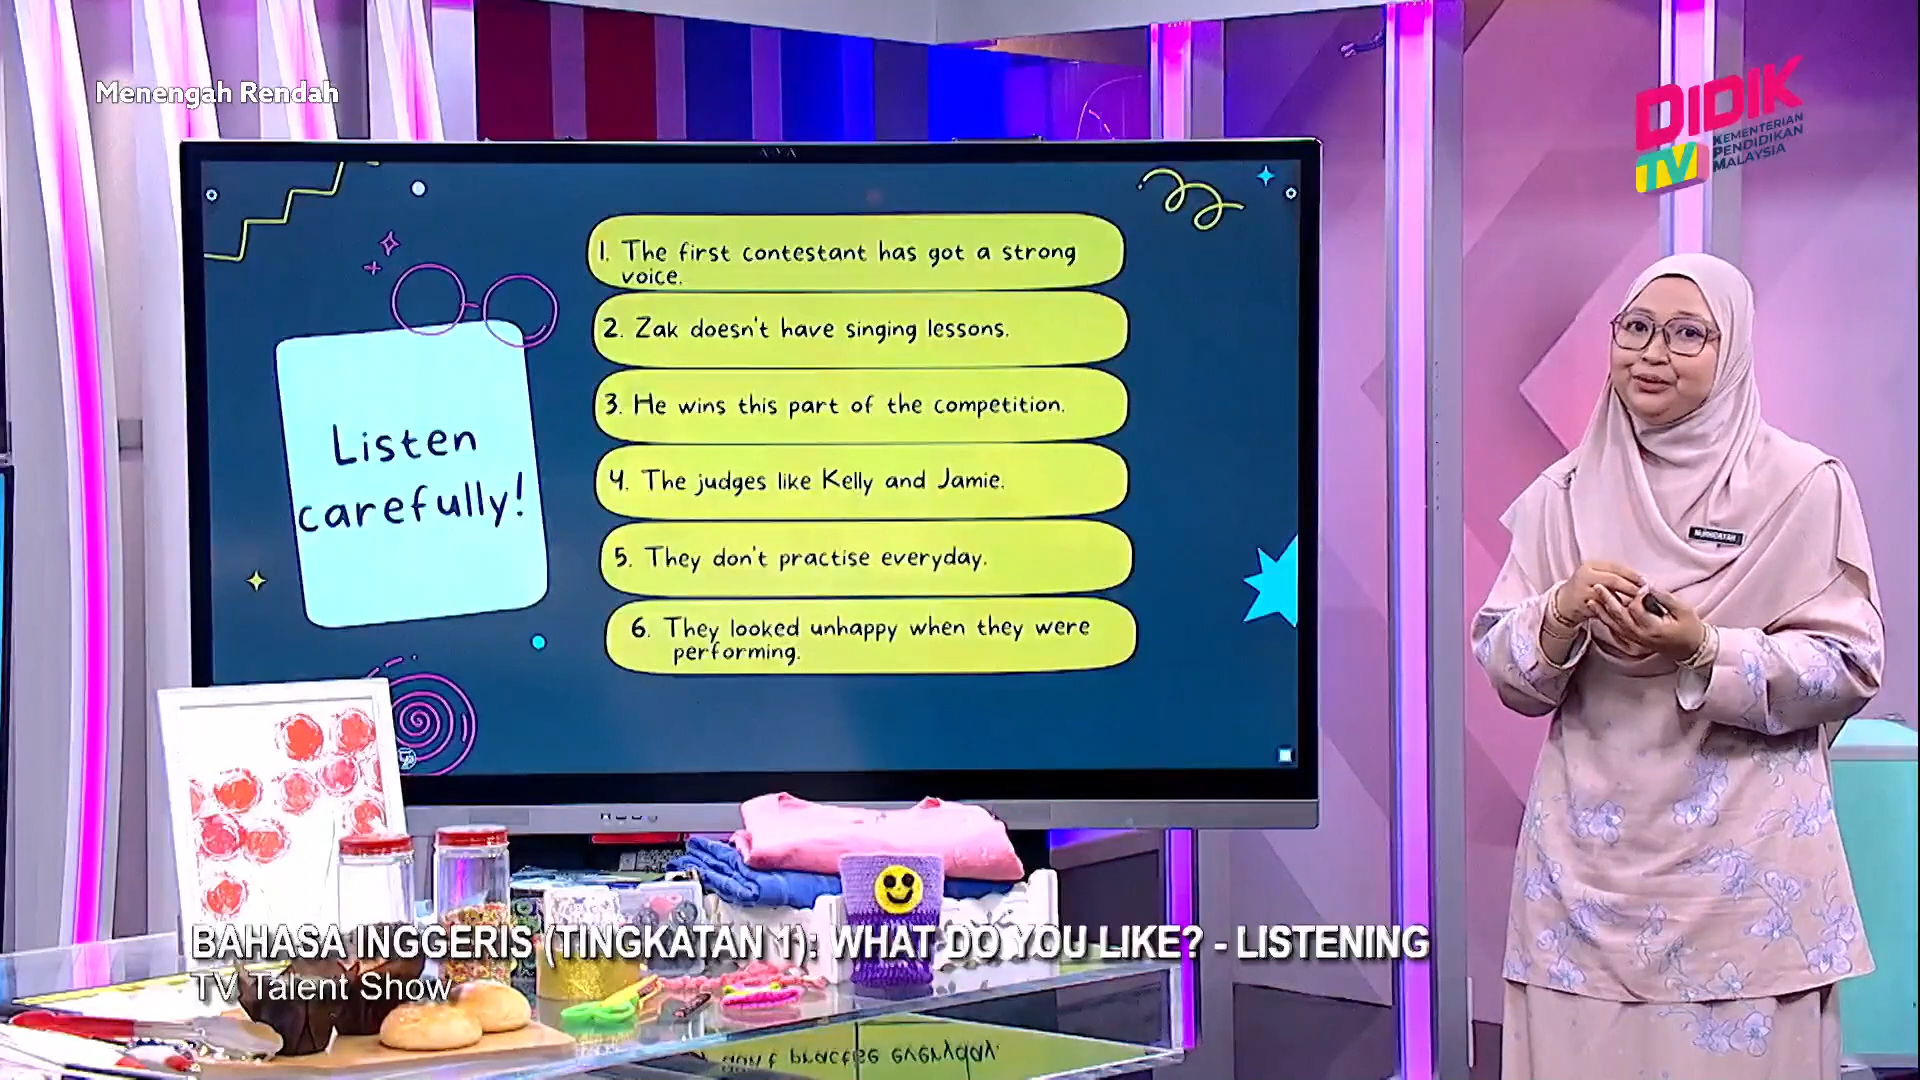 Menengah Rendah
DIDIK
TV
KEMENTERIAN
PENDIDIKAN
MALAYSIA
Listen
carefully!
1. The first contestant has got a strong
voice.
2. Zak doesn't have singing lessons.
3. He wins this part of the competition.
4. The judges like Kelly and Jamie.
5. They don't practise everyday.
6. They looked unhappy when they were
performing.
BAHASA INGGERIS (TINGKATAN 1): WHAT DO YOU LIKE? - LISTENING
TV Talent Show